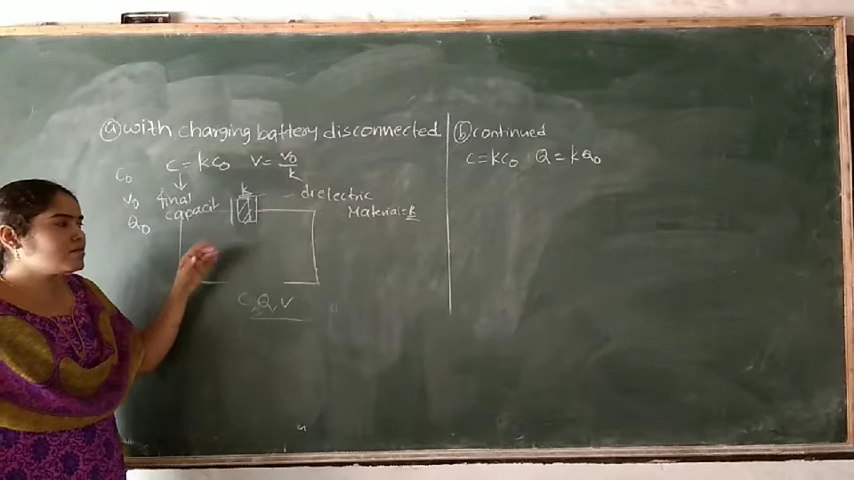 (a) with charging battery disconnected
C = KC0 V = V0/K
C0
V0
Q0
final
capacit
K
dielectric
Material = K
C, Q, V
(b) continued
C = KC0 Q = KQ0